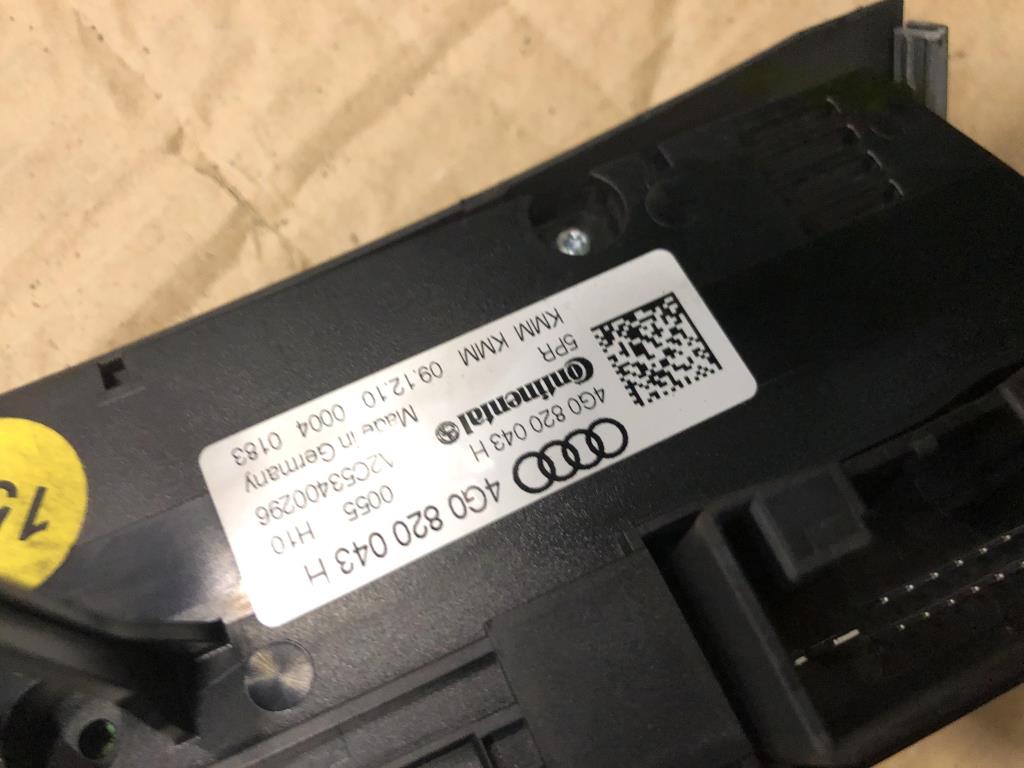 4G0 820 043 H
0055 H10
4G0 820 043 H
A2C53400296
Continental
Made in Germany
5PR
KMM KMM 09.12.10 0004 0183